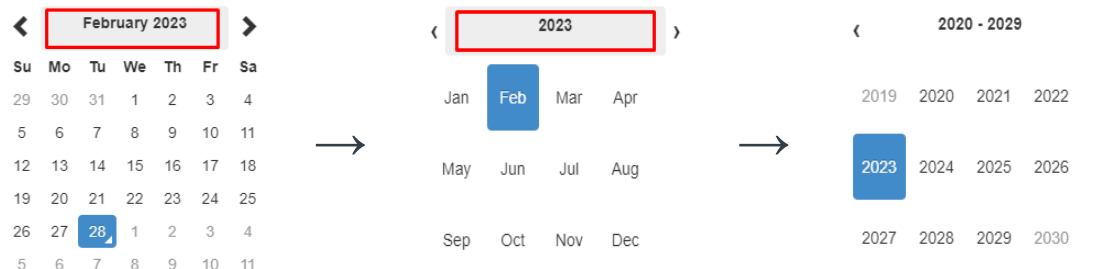 February 2023
Su Mo Tu We Th Fr Sa
29 30 31 1 2 3 4
5 6 7 8 9 10 11
12 13 14 15 16 17 18
19 20 21 22 23 24 25
26 27 28 1 2 3 4
5 6 7 8 9 10 11
2023
Jan Feb Mar Apr
May Jun Jul Aug
Sep Oct Nov Dec
2020 - 2029
2019 2020 2021 2022
2023 2024 2025 2026
2027 2028 2029 2030